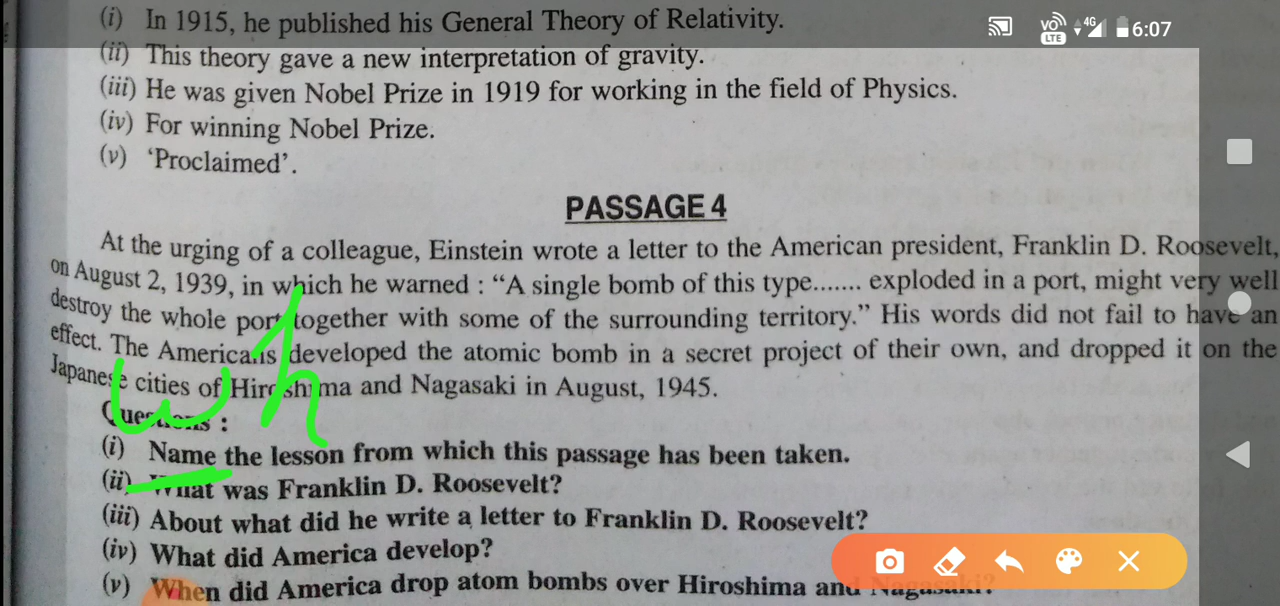 (i) In 1915, he published his General Theory of Relativity.
VO) LTE 4G 6:07
(ii) This theory gave a new interpretation of gravity.
(iii) He was given Nobel Prize in 1919 for working in the field of Physics.
(iv) For winning Nobel Prize.
(v) ‘Proclaimed’.
PASSAGE 4
At the urging of a colleague, Einstein wrote a letter to the American president, Franklin D. Roosevelt,
on August 2, 1939, in which he warned : “A single bomb of this type....... exploded in a port, might very well
destroy the whole port together with some of the surrounding territory.” His words did not fail to have an
effect. The Americans developed the atomic bomb in a secret project of their own, and dropped it on the
Japanese cities of Hiroshima and Nagasaki in August, 1945.
wh
Questions :
(i) Name the lesson from which this passage has been taken.
(ii) What was Franklin D. Roosevelt?
(iii) About what did he write a letter to Franklin D. Roosevelt?
(iv) What did America develop?
(v) When did America drop atom bombs over Hiroshima and Nagasaki?